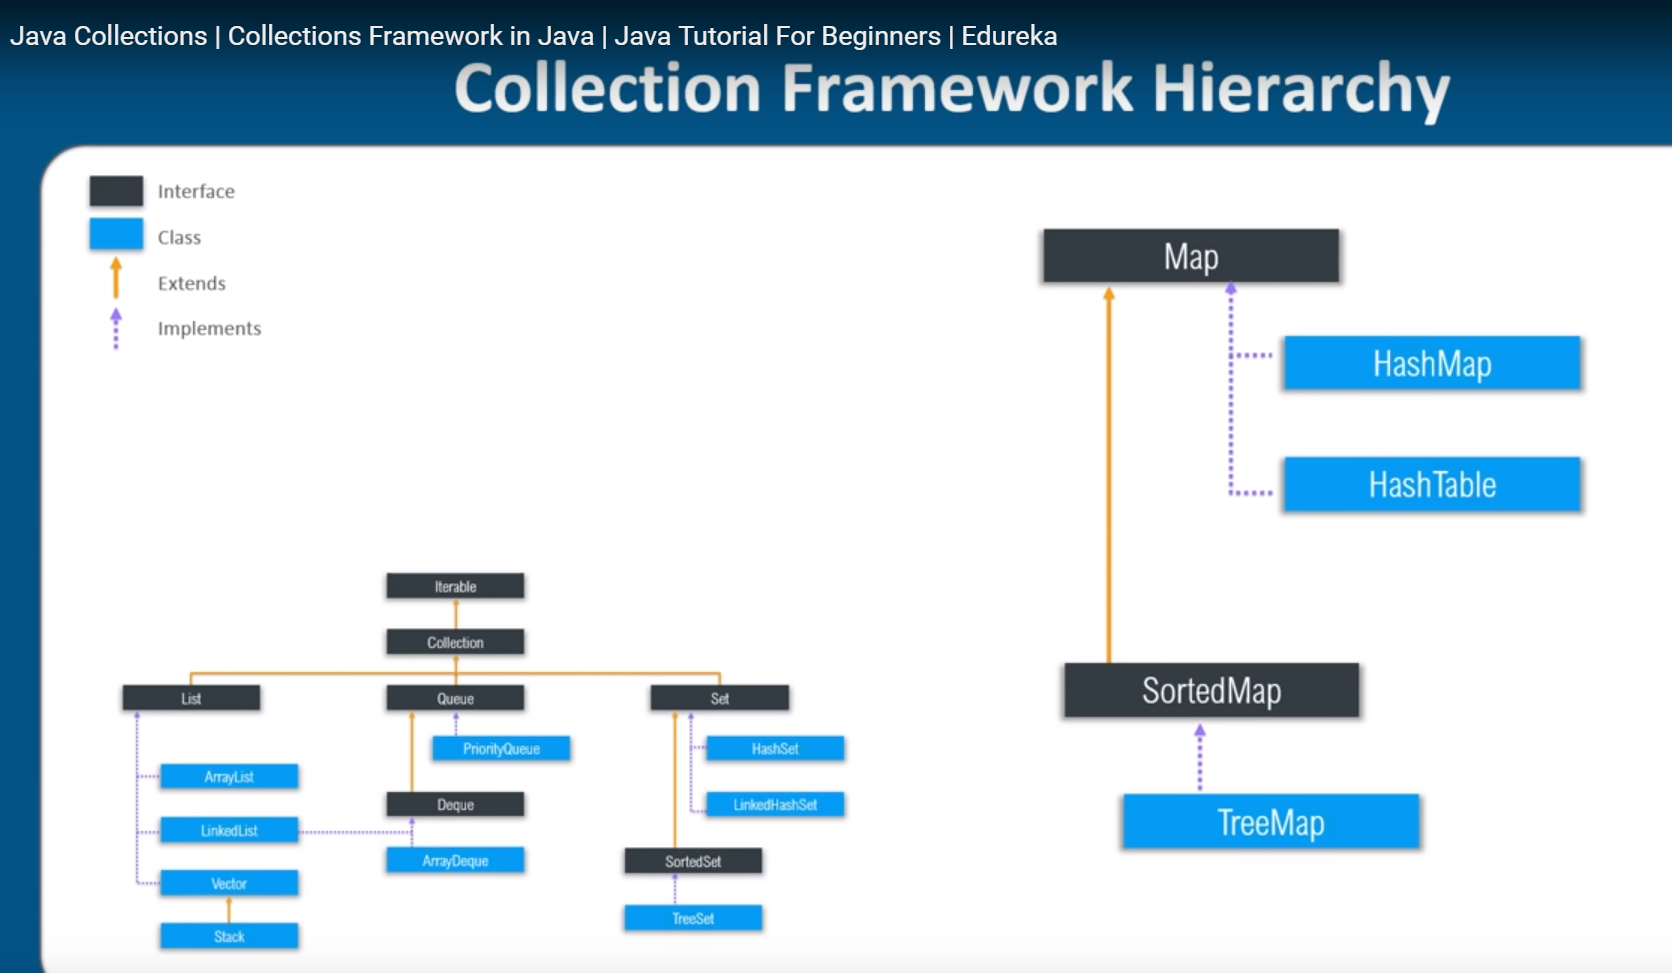 Java Collections | Collections Framework in Java | Java Tutorial For Beginners | Edureka
Collection Framework Hierarchy
Interface
Class
Extends
Implements
Map
HashMap
HashTable
SortedMap
TreeMap
Iterable
Collection
List
Queue
Set
PriorityQueue
HashSet
ArrayList
Deque
LinkedHashSet
LinkedList
ArrayDeque
SortedSet
Vector
TreeSet
Stack